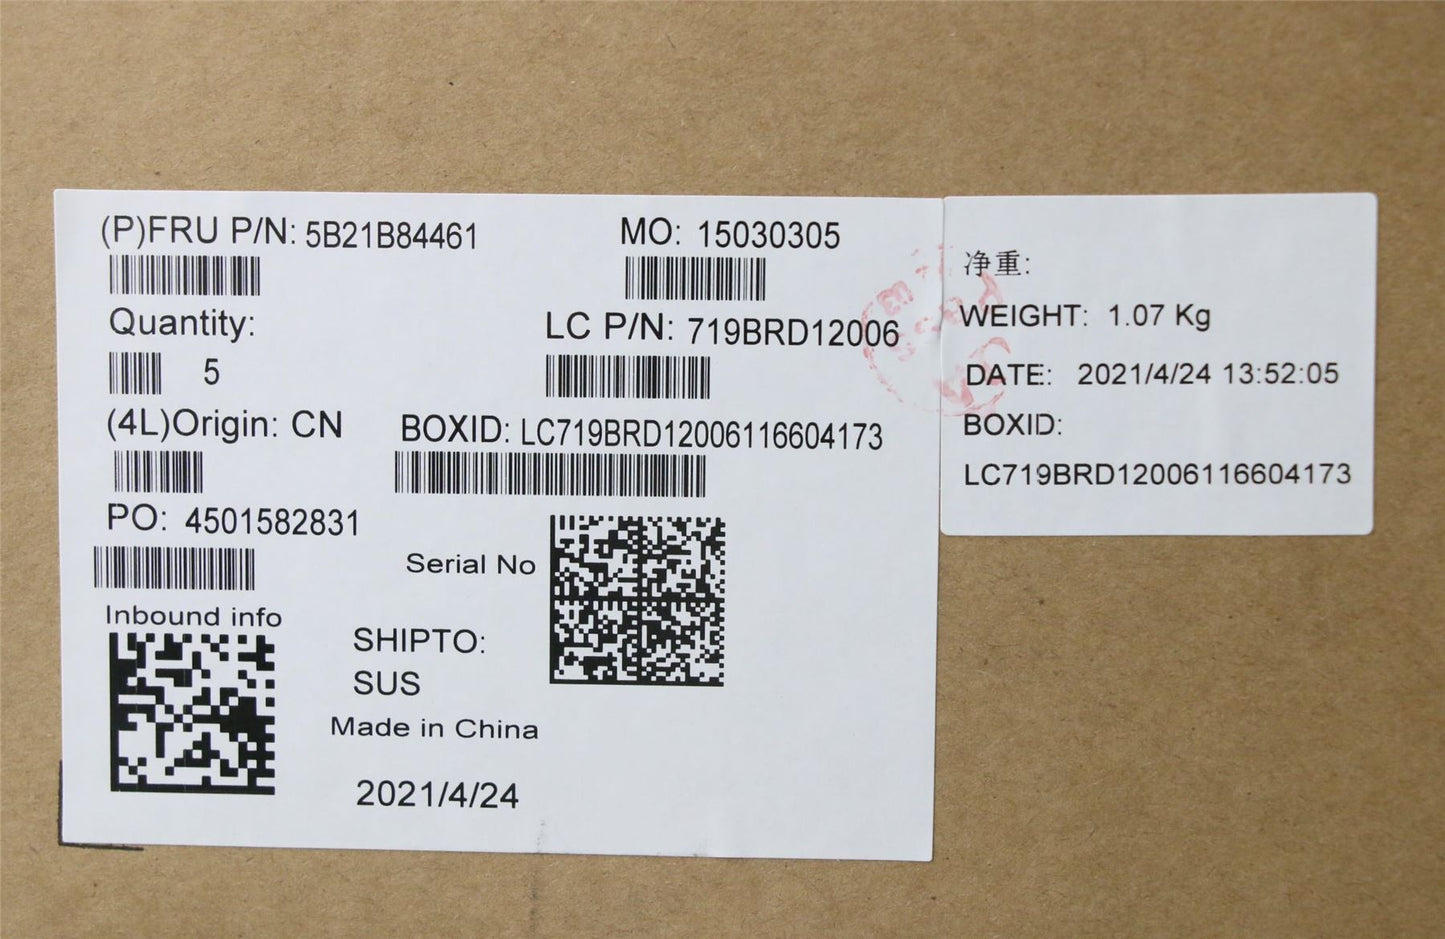 (P)FRU P/N: 5B21B84461
MO: 15030305
Quantity:
5
LC P/N: 719BRD12006
(4L)Origin: CN
BOXID: LC719BRD12006116604173
PO: 4501582831
Serial No
Inbound info
SHIPTO:
SUS
Made in China
2021/4/24
净重:
WEIGHT: 1.07 Kg
DATE: 2021/4/24 13:52:05
BOXID:
LC719BRD12006116604173